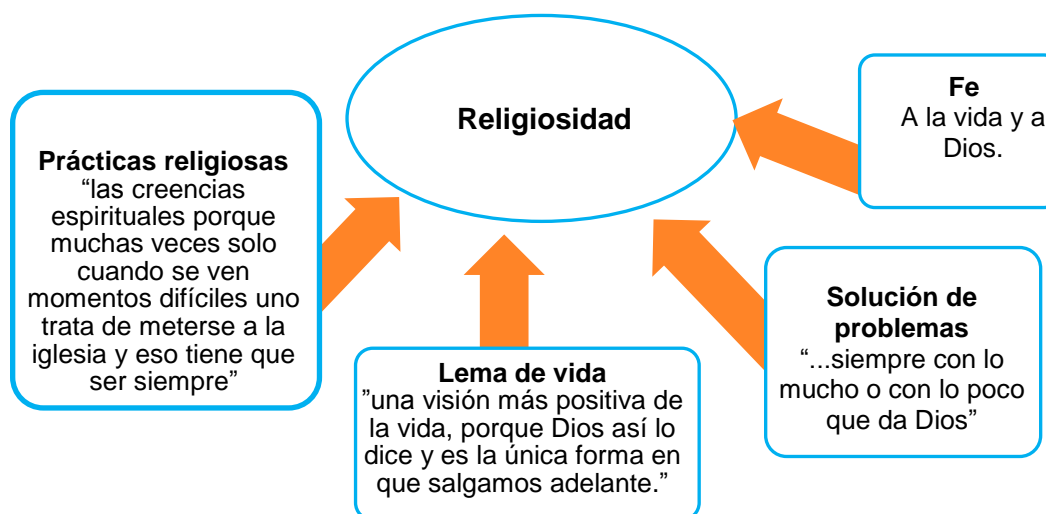 Religiosidad
Fe
A la vida y a
Dios.
Prácticas religiosas
“las creencias
espirituales porque
muchas veces solo
cuando se ven
momentos difíciles uno
trata de meterse a la
iglesia y eso tiene que
ser siempre”
Lema de vida
”una visión más positiva de
la vida, porque Dios así lo
dice y es la única forma en
que salgamos adelante.”
Solución de
problemas
“...siempre con lo
mucho o con lo poco
que da Dios”